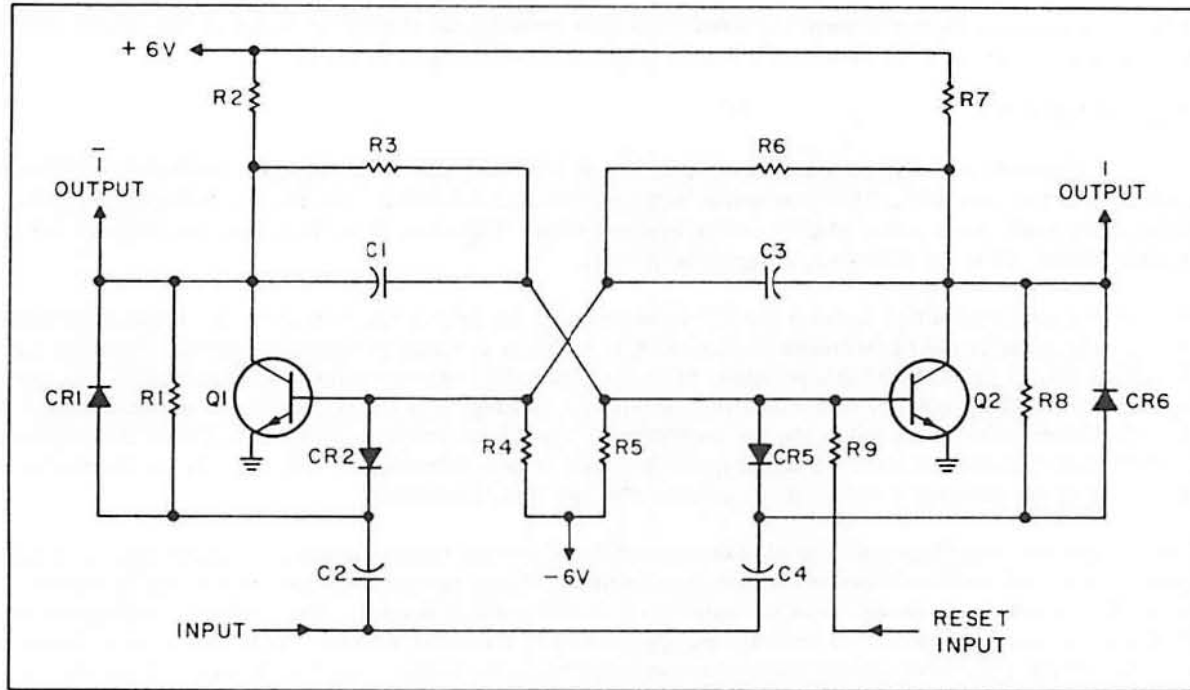 + 6V
R2
R7
R3
R6
1̅
OUTPUT
1
OUTPUT
C1
C3
CR1
R1
Q1
CR2
R4
R5
CR5
R9
Q2
R8
CR6
C2
-6V
C4
INPUT
RESET
INPUT